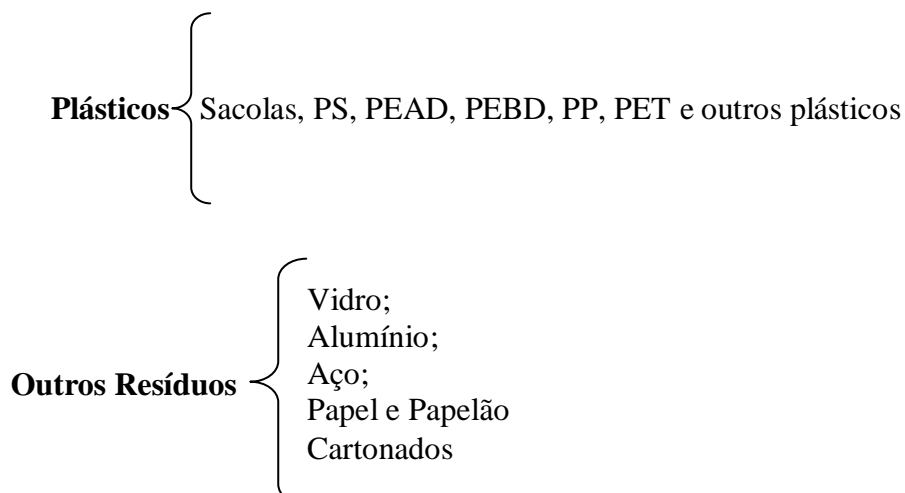 Plásticos Sacolas, PS, PEAD, PEBD, PP, PET e outros plásticos
Vidro;
Alumínio;
Aço;
Outros Resíduos
Papel e Papelão
Cartonados